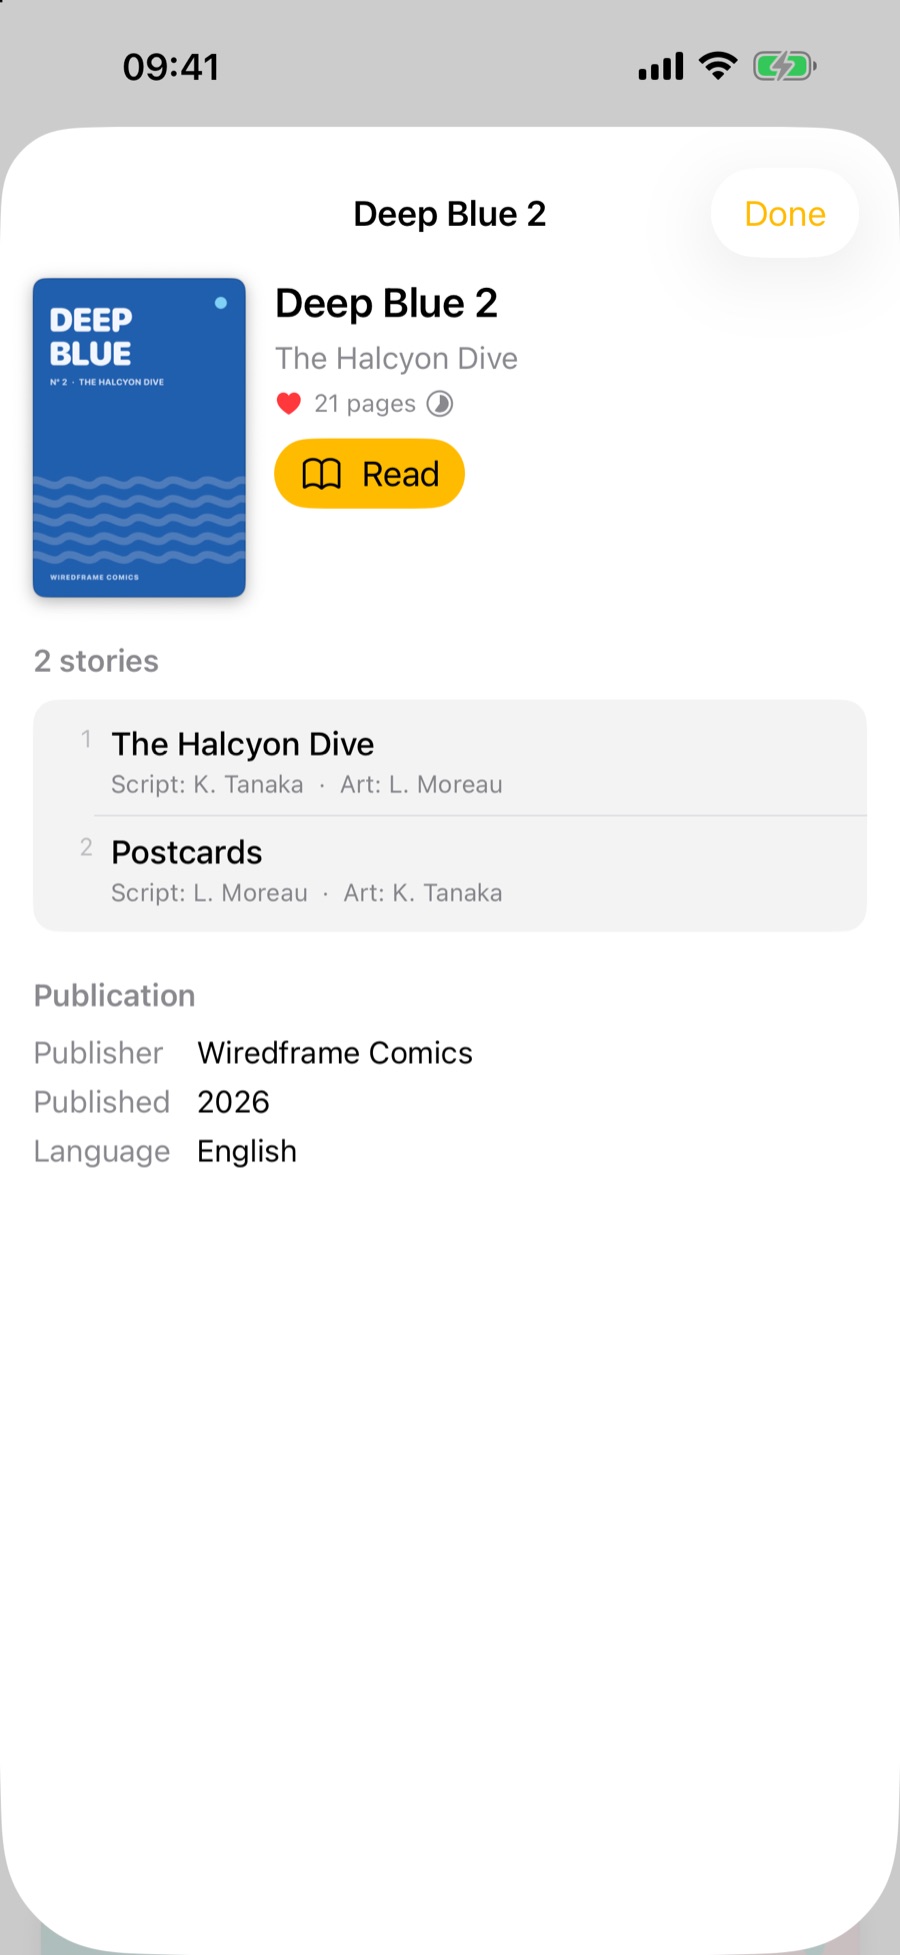 09:41
Deep Blue 2
Done
DEEP
BLUE
N° 2 · THE HALCYON DIVE
WIREDFRAME COMICS
Deep Blue 2
The Halcyon Dive
21 pages
Read
2 stories
1 The Halcyon Dive
Script: K. Tanaka · Art: L. Moreau
2 Postcards
Script: L. Moreau · Art: K. Tanaka
Publication
Publisher Wiredframe Comics
Published 2026
Language English